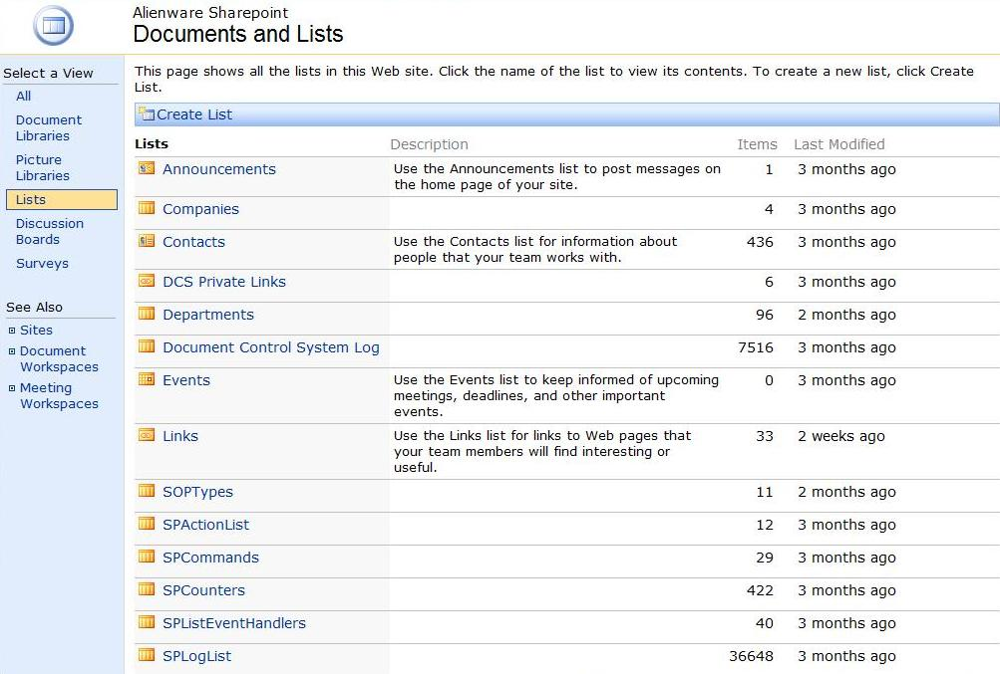 Alienware Sharepoint
Documents and Lists
Select a View
All
Document
Libraries
Picture
Libraries
Lists
Discussion
Boards
Surveys
See Also
Sites
Document
Workspaces
Meeting
Workspaces
This page shows all the lists in this Web site. Click the name of the list to view its contents. To create a new list, click Create
List.
Create List
Lists Description Items Last Modified
Announcements Use the Announcements list to post messages on 1 3 months ago
the home page of your site.
Companies 4 3 months ago
Contacts Use the Contacts list for information about 436 3 months ago
people that your team works with.
DCS Private Links 6 3 months ago
Departments 96 2 months ago
Document Control System Log 7516 3 months ago
Events Use the Events list to keep informed of upcoming 0 3 months ago
meetings, deadlines, and other important
events.
Links Use the Links list for links to Web pages that 33 2 weeks ago
your team members will find interesting or
useful.
SOPTypes 11 2 months ago
SPActionList 12 3 months ago
SPCommands 29 3 months ago
SPCounters 422 3 months ago
SPListEventHandlers 40 3 months ago
SPLogList 36648 3 months ago